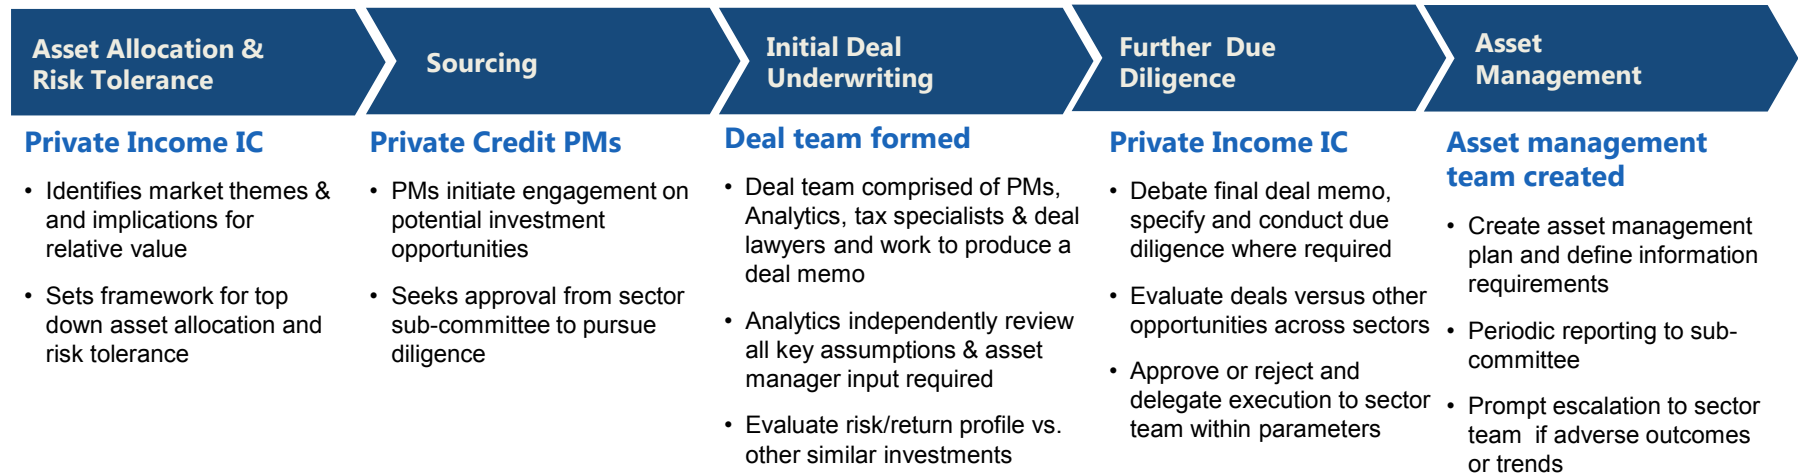 Asset Allocation &
Risk Tolerance
Sourcing
Initial Deal
Underwriting
Further Due
Diligence
Asset
Management
Private Income IC
• Identifies market themes &
and implications for
relative value
• Sets framework for top
down asset allocation and
risk tolerance
Private Credit PMs
• PMs initiate engagement on
potential investment
opportunities
• Seeks approval from sector
sub-committee to pursue
diligence
Deal team formed
• Deal team comprised of PMs,
Analytics, tax specialists & deal
lawyers and work to produce a
deal memo
• Analytics independently review
all key assumptions & asset
manager input required
• Evaluate risk/return profile vs.
other similar investments
Private Income IC
• Debate final deal memo,
specify and conduct due
diligence where required
• Evaluate deals versus other
opportunities across sectors
• Approve or reject and
delegate execution to sector
team within parameters
Asset management
team created
• Create asset management
plan and define information
requirements
• Periodic reporting to sub-
committee
• Prompt escalation to sector
team if adverse outcomes
or trends